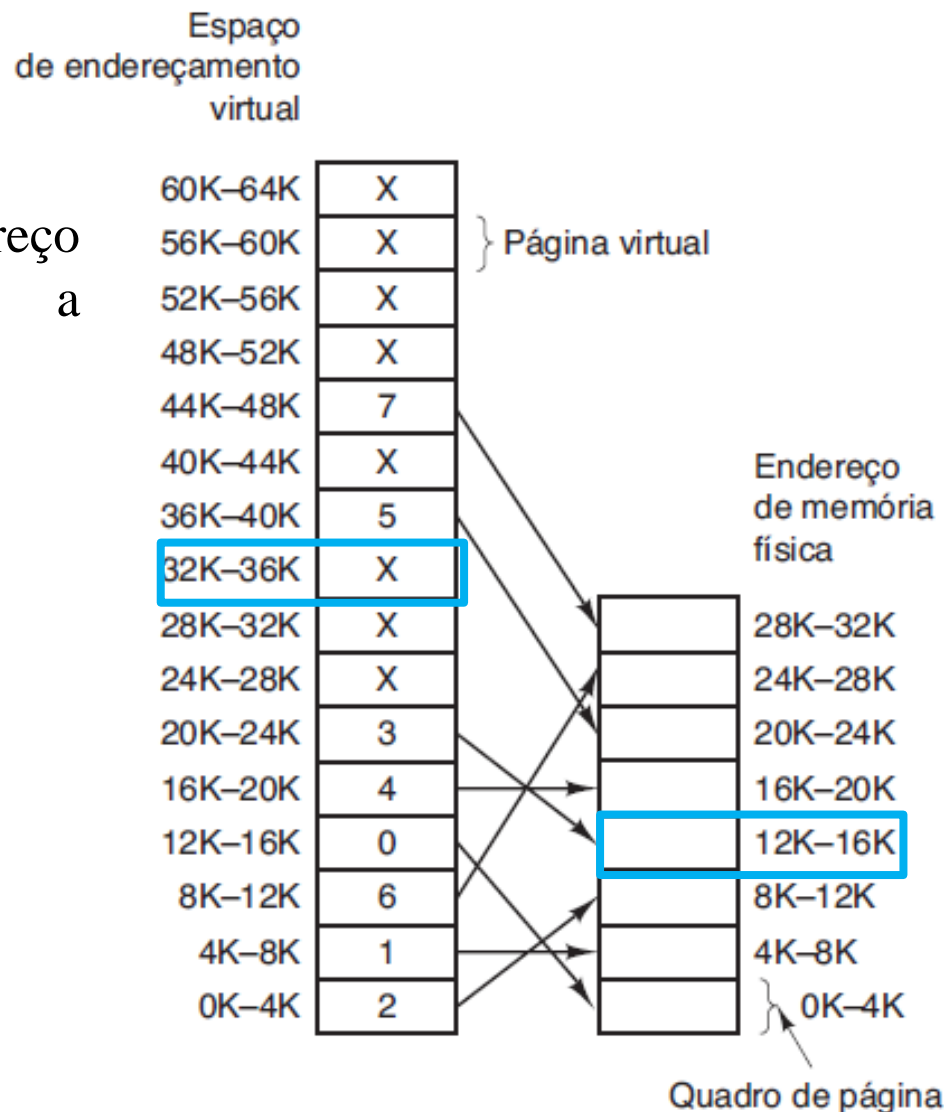 Espaço
de endereçamento
virtual
60K–64K X
56K–60K X Página virtual
a
52K–56K X
48K–52K X
44K–48K 7
40K–44K X
36K–40K 5
32K–36K X
28K–32K X
24K–28K X
20K–24K 3
16K–20K 4
12K–16K 0
8K–12K 6
4K–8K 1
0K–4K 2
Endereço
de memória
física
28K–32K
24K–28K
20K–24K
16K–20K
12K–16K
8K–12K
4K–8K
0K–4K
Quadro de página